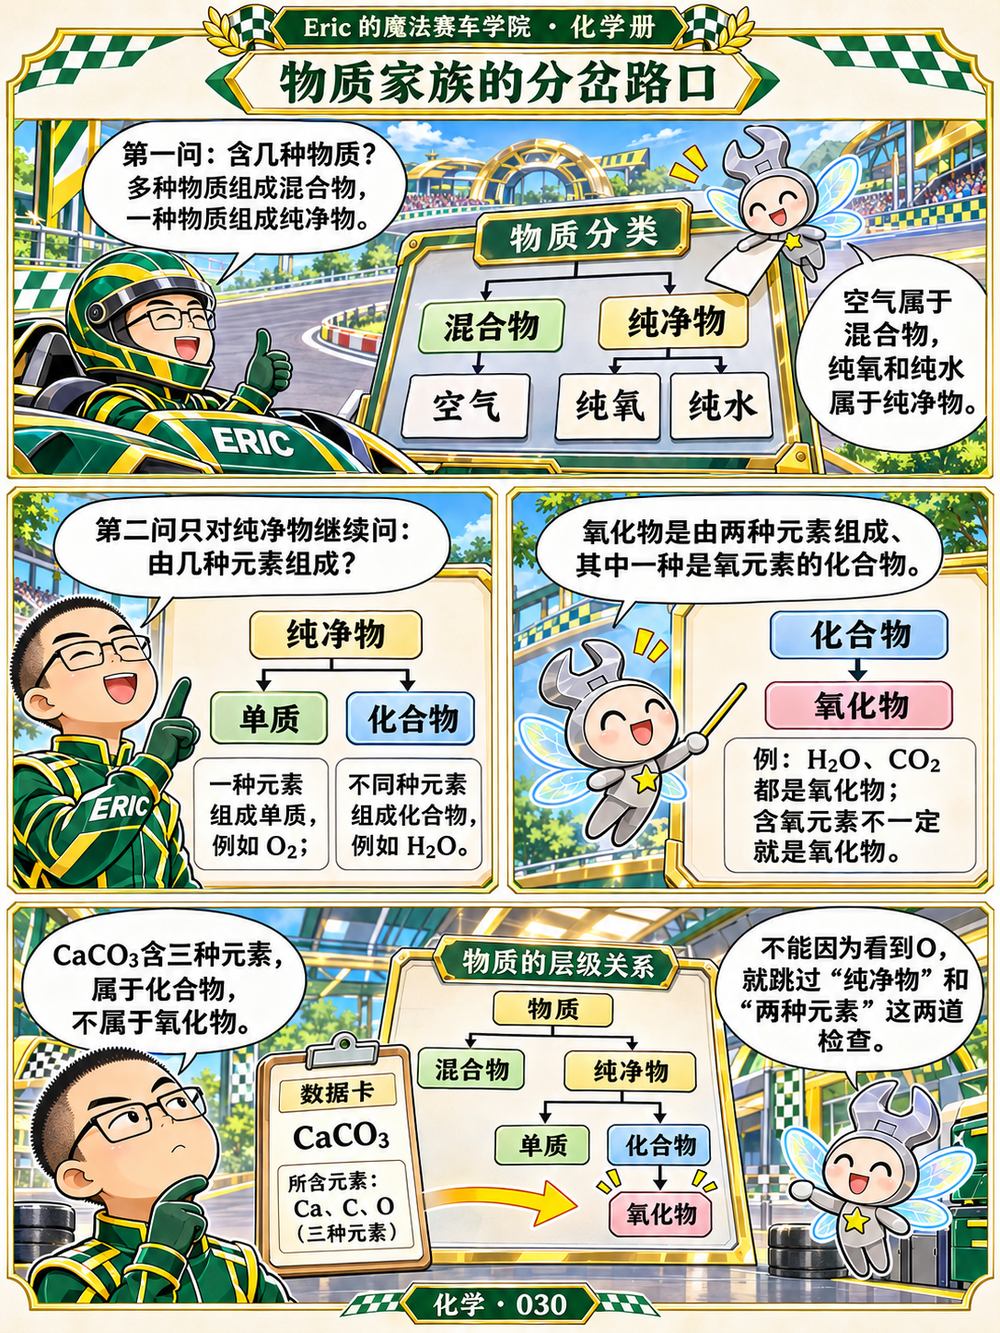 Eric 的魔法赛车学院 · 化学册
物质家族的分岔路口
第一问：含几种物质？
多种物质组成混合物，
一种物质组成纯净物。
物质分类
混合物
纯净物
空气
纯氧
纯水
空气属于
混合物，
纯氧和纯水
属于纯净物。
ERIC
第二问只对纯净物继续问：
由几种元素组成？
纯净物
单质
化合物
一种元素
组成单质，
例如 O₂；
不同种元素
组成化合物，
例如 H₂O。
ERIC
氧化物是由两种元素组成、
其中一种是氧元素的化合物。
化合物
氧化物
例：H₂O、CO₂
都是氧化物；
含氧元素不一定
就是氧化物。
CaCO₃含三种元素，
属于化合物，
不属于氧化物。
数据卡
CaCO₃
所含元素：
Ca、C、O
（三种元素）
物质的层级关系
物质
混合物
纯净物
单质
化合物
氧化物
不能因为看到O，
就跳过“纯净物”和
“两种元素”这两道
检查。
化学 · 030